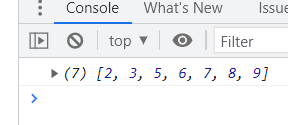 Console What's New Issue
top Filter
(7) [2, 3, 5, 6, 7, 8, 9]